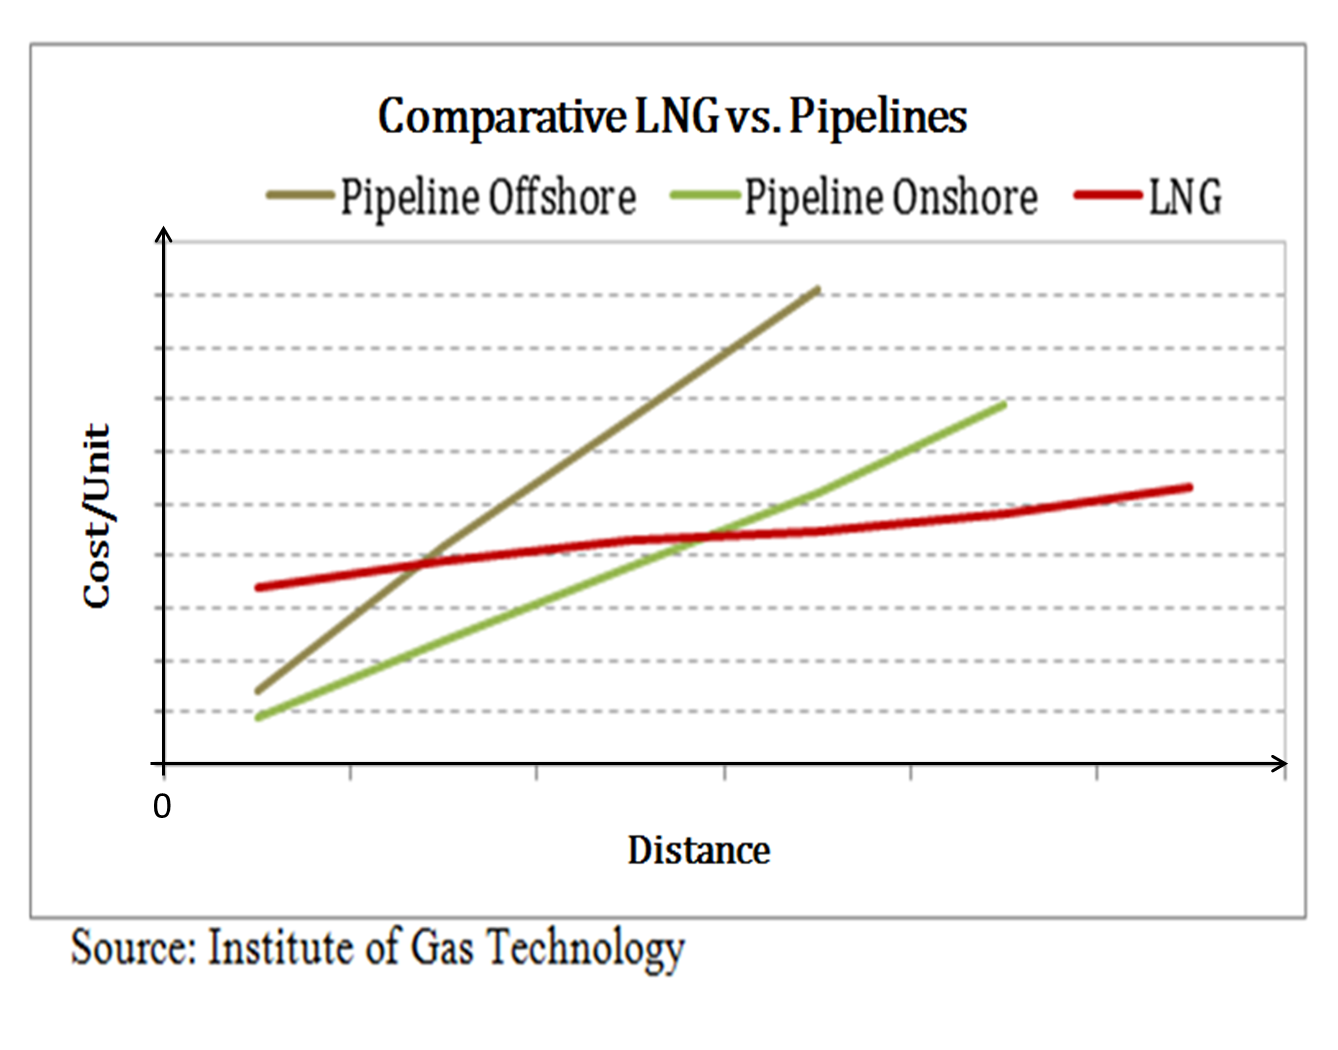 Comparative LNG vs. Pipelines
Pipeline Offshore Pipeline Onshore LNG
Cost/Unit
0
Distance
Source: Institute of Gas Technology